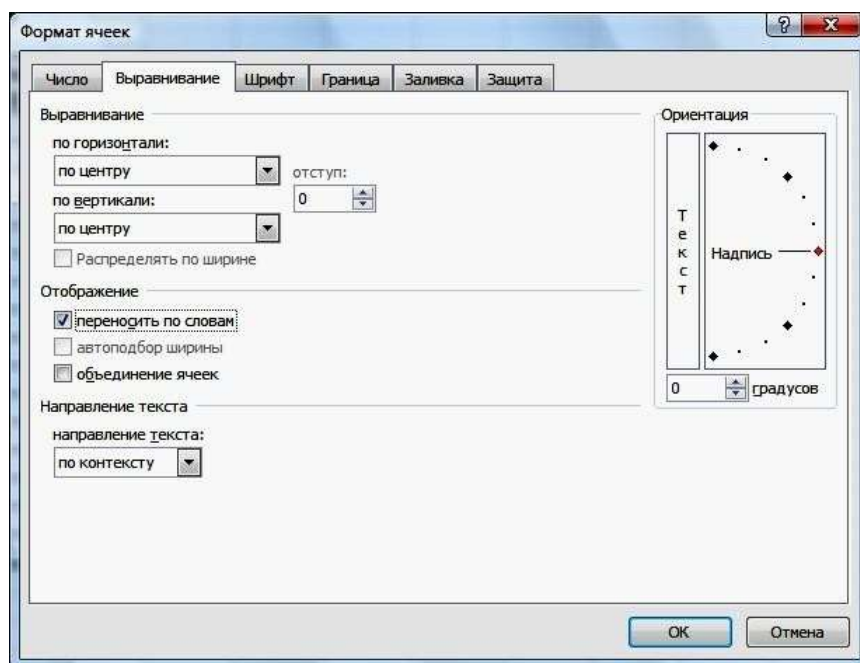 Формат ячеек
Число Выравнивание Шрифт Граница Заливка Защита
Выравнивание
по горизонтали:
по центру
отступ:
0
по вертикали:
по центру
Распределять по ширине
Отображение
переносить по словам
автоподбор ширины
объединение ячеек
Направление текста
направление текста:
по контексту
Ориентация
Текст
Надпись
0 градусов
ОК Отмена